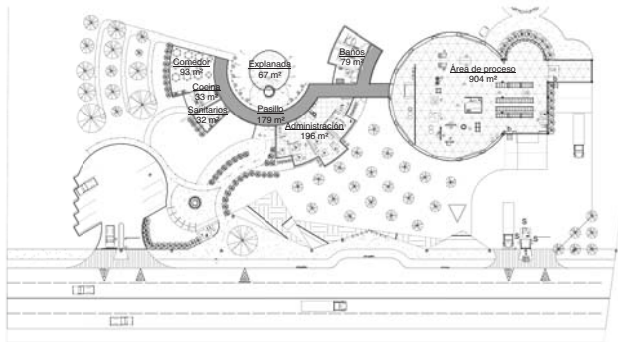 Comedor
93 m²
Cocina
33 m²
Sanitarios
32 m²
Explanada
67 m²
Pasillo
179 m²
Baños
79 m²
Administración
196 m²
Área de proceso
904 m²
S
S
S